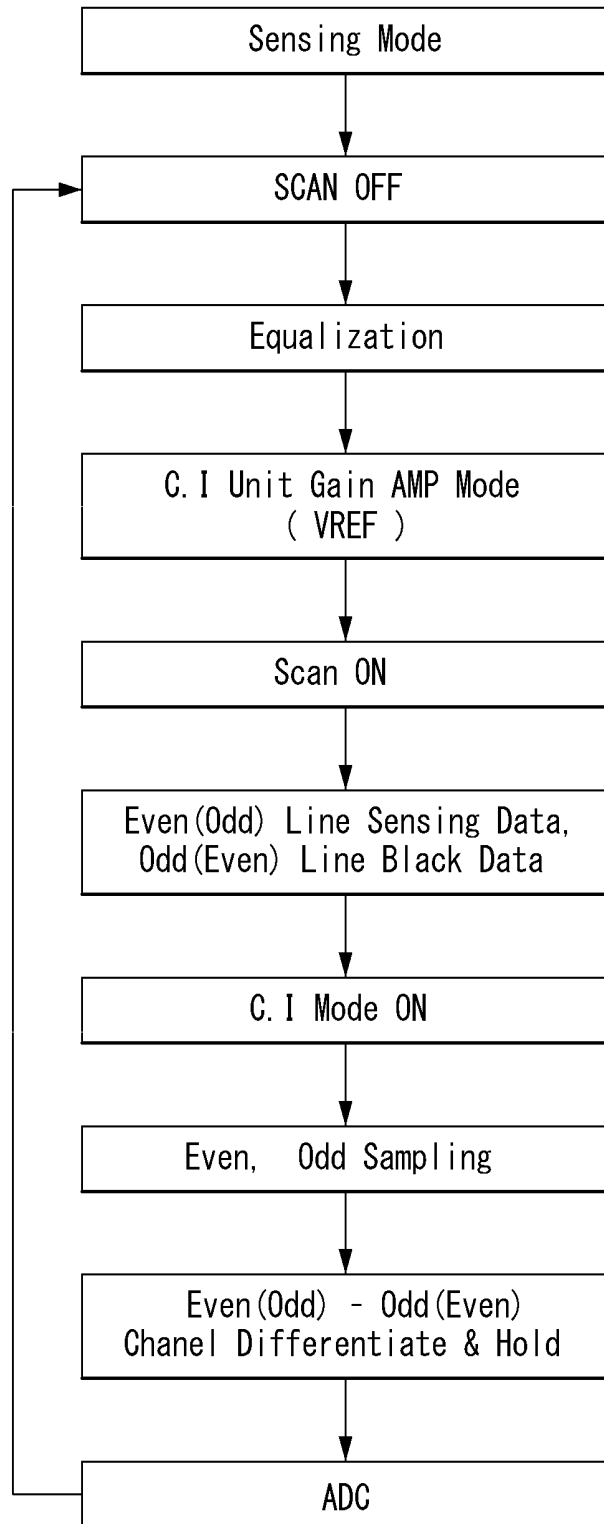 Sensing Mode
SCAN OFF
Equalization
C.I Unit Gain AMP Mode
( VREF )
Scan ON
Even(Odd) Line Sensing Data,
Odd(Even) Line Black Data
C.I Mode ON
Even, Odd Sampling
Even(Odd) - Odd(Even)
Chanel Differentiate & Hold
ADC